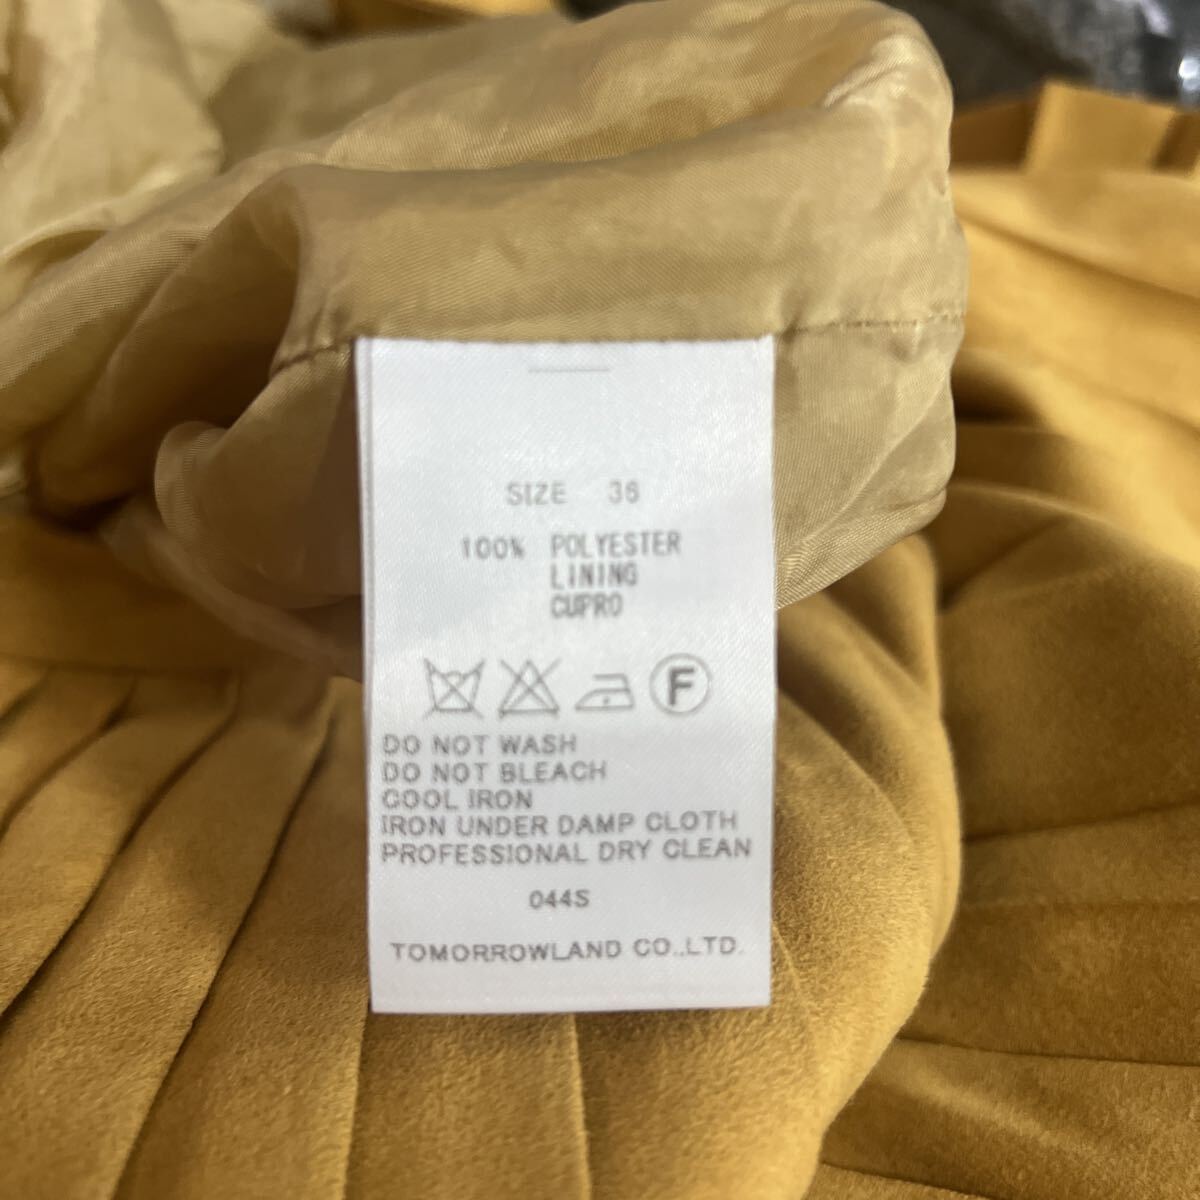 SIZE 36
100% POLYESTER
LINING
CUPRO
F
DO NOT WASH
DO NOT BLEACH
COOL IRON
IRON UNDER DAMP CLOTH
PROFESSIONAL DRY CLEAN
044S
TOMORROWLAND CO.,LTD.